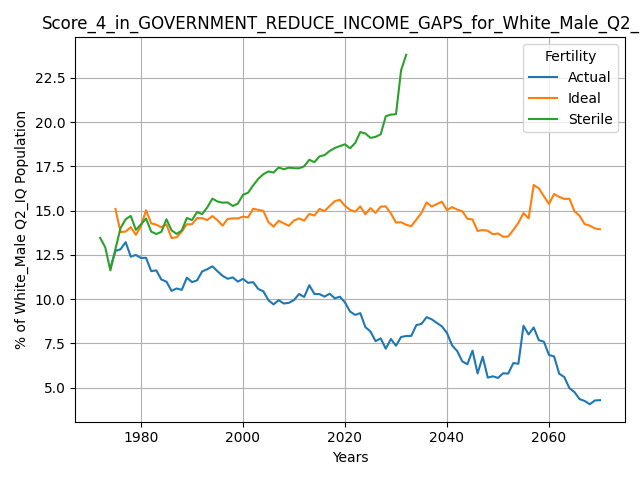 Score_4_in_GOVERNMENT_REDUCE_INCOME_GAPS_for_White_Male_Q2_
Fertility
Actual
Ideal
Sterile
% of White_Male Q2_IQ Population
22.5
20.0
17.5
15.0
12.5
10.0
7.5
5.0
1980 2000 2020 2040 2060
Years